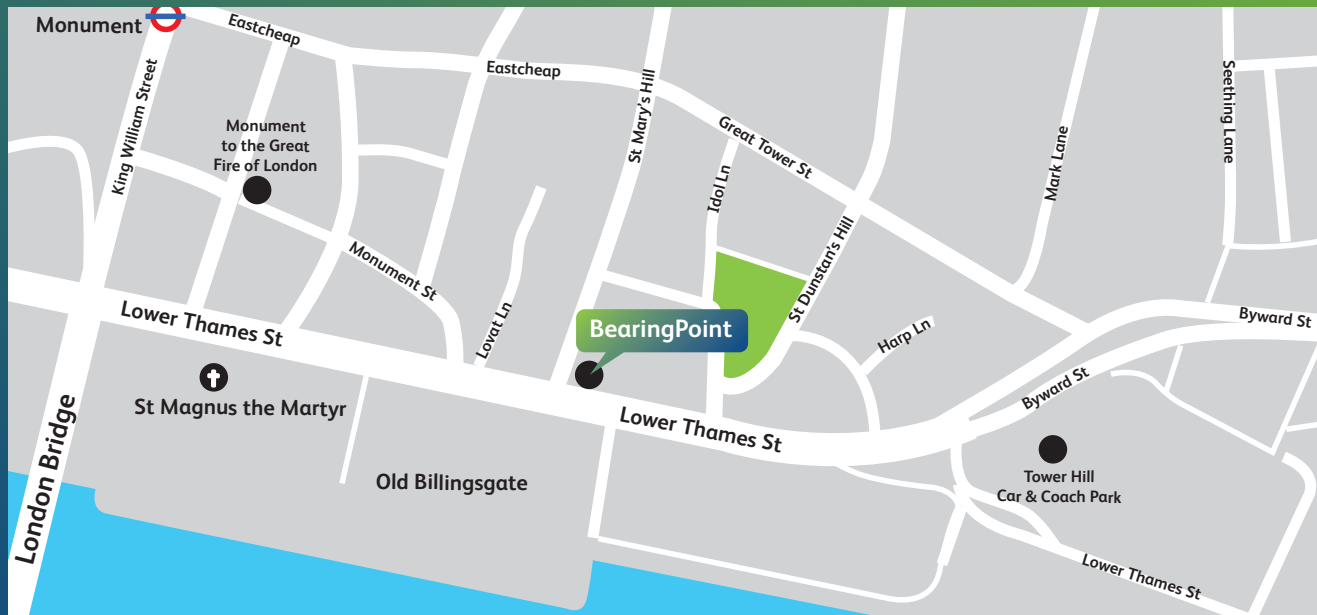 Monument
Eastcheap
Eastcheap
King William Street
Monument
to the Great
Fire of London
St Mary's Hill
Great Tower St
Idol Ln
Mark Lane
Seething Lane
Monument St
St Dunstan's Hill
Lovat Ln
Lower Thames St
BearingPoint
Harp Ln
Byward St
Byward St
St Magnus the Martyr
Lower Thames St
London Bridge
Old Billingsgate
Tower Hill
Car & Coach Park
Lower Thames St